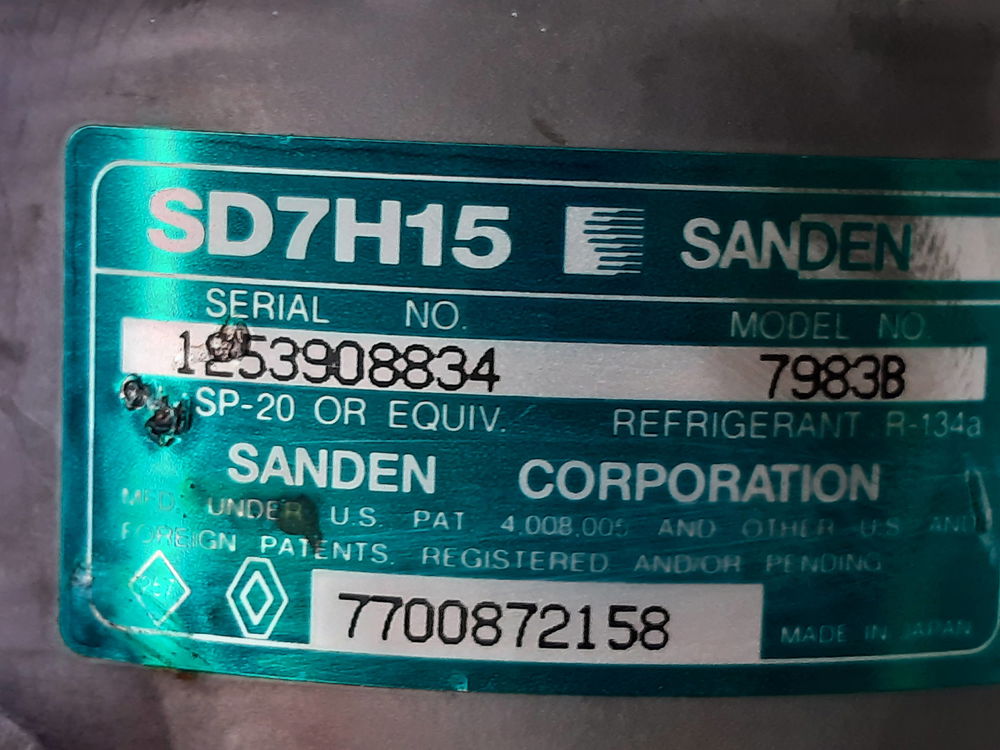 SD7H15 SANDEN
SERIAL NO. MODEL NO
1253908834 7983B
SP-20 OR EQUIV. REFRIGERANT R-134a
SANDEN CORPORATION
MFD. UNDER U.S. PAT 4,008,005 AND OTHER U.S AND
FOREIGN PATENTS. REGISTERED AND/OR PENDING
7700872158 MADE IN JAPAN